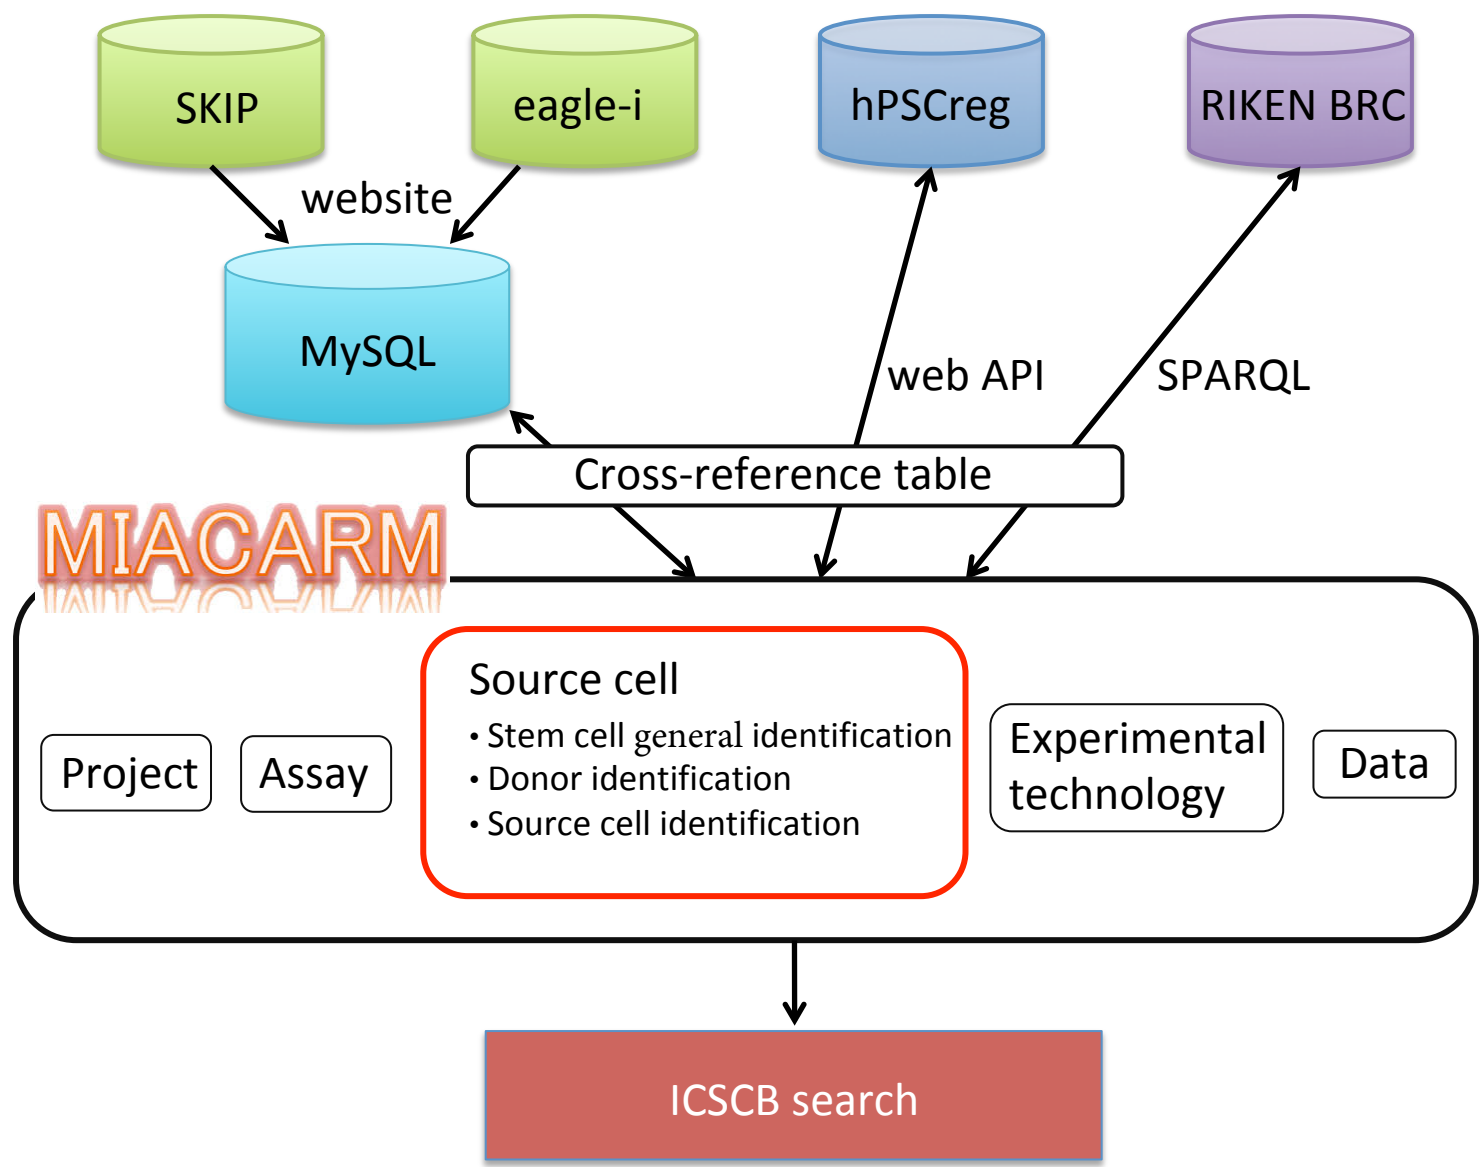 SKIP
eagle-i
hPSCreg
RIKEN BRC
website
MySQL
web API
SPARQL
Cross-reference table
MIACARM
Project
Assay
Source cell
• Stem cell general identification
• Donor identification
• Source cell identification
Experimental
technology
Data
ICSCB search